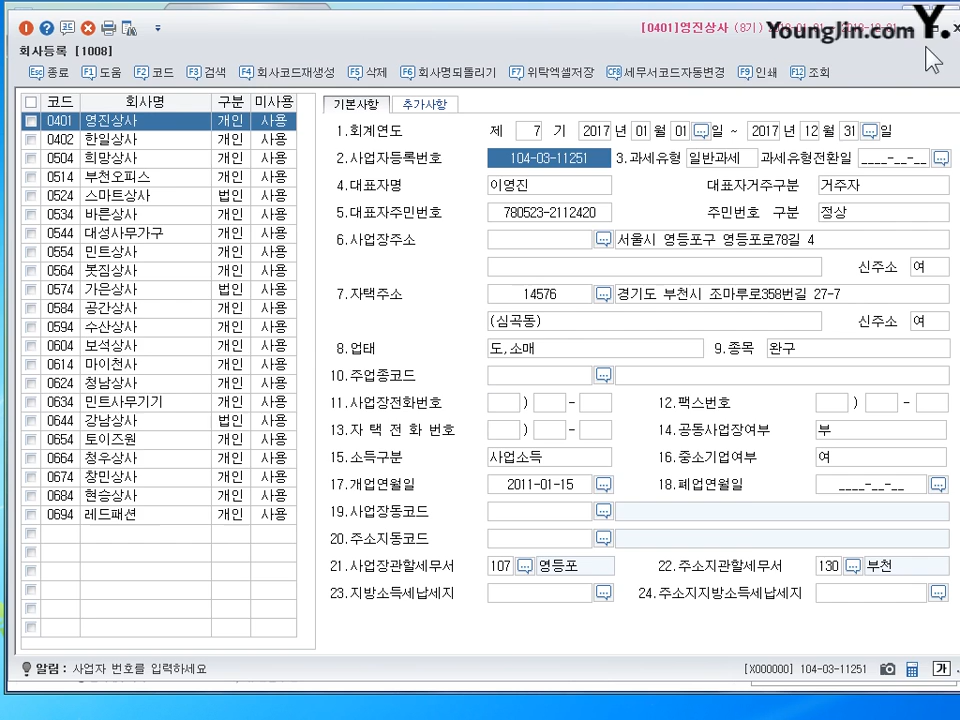 [0401]영진상사 (8기)
YoungJin.com Y.
회사등록 [1008]
Esc 종료 F1 도움 F2 코드 F3 검색 F4 회사코드재생성 F5 삭제 F6 회사명되돌리기 F7 위탁엑셀저장 CF8 세무서코드자동변경 F9 인쇄 F12 조회
코드 회사명 구분 미사용
0401 영진상사 개인 사용
0402 한일상사 개인 사용
0504 희망상사 개인 사용
0514 부천오피스 개인 사용
0524 스마트상사 법인 사용
0534 바른상사 개인 사용
0544 대성사무가구 개인 사용
0554 민트상사 개인 사용
0564 봇짐상사 개인 사용
0574 가은상사 법인 사용
0584 공간상사 개인 사용
0594 수산상사 개인 사용
0604 보석상사 개인 사용
0614 마이천사 개인 사용
0624 청남상사 개인 사용
0634 민트사무기기 개인 사용
0644 강남상사 법인 사용
0654 토이즈원 개인 사용
0664 청우상사 개인 사용
0674 창민상사 개인 사용
0684 현승상사 개인 사용
0694 레드패션 개인 사용
기본사항 추가사항
1.회계연도 제 7 기 2017 년 01 월 01 일 ~ 2017 년 12 월 31 일
2.사업자등록번호 104-03-11251 3.과세유형 일반과세 과세유형전환일 ____-__-__
4.대표자명 이영진 대표자거주구분 거주자
5.대표자주민번호 780523-2112420 주민번호 구분 정상
6.사업장주소 서울시 영등포구 영등포로78길 4
신주소 여
7.자택주소 14576 경기도 부천시 조마루로358번길 27-7
(심곡동) 신주소 여
8.업태 도,소매 9.종목 완구
10.주업종코드
11.사업장전화번호 ) - 12.팩스번호 ) -
13.자 택 전 화 번호 ) - 14.공동사업장여부 부
15.소득구분 사업소득 16.중소기업여부 여
17.개업연월일 2011-01-15 18.폐업연월일 ____-__-__
19.사업장동코드
20.주소지동코드
21.사업장관할세무서 107 영등포 22.주소지관할세무서 130 부천
23.지방소득세납세지 24.주소지지방소득세납세지
알림 : 사업자 번호를 입력하세요 [X000000] 104-03-11251 가